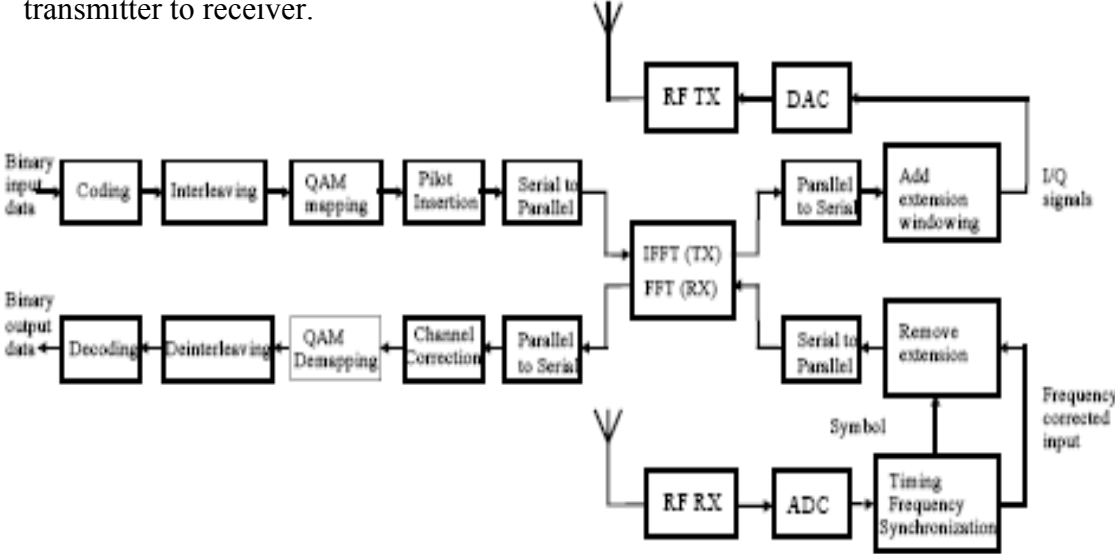 transmitter to receiver.
RF TX
DAC
Binary
input
data
Coding
Interleaving
QAM
mapping
Pilot
Insertion
Serial to
Parallel
IFFT (TX)
FFT (RX)
Parallel
to Serial
Add
extension
windowing
I/Q
signals
Binary
output
data
Decoding
Deinterleaving
QAM
Demapping
Channel
Correction
Parallel
to Serial
Serial to
Parallel
Remove
extension
Frequency
corrected
input
Symbol
RF RX
ADC
Timing
Frequency
Synchronization